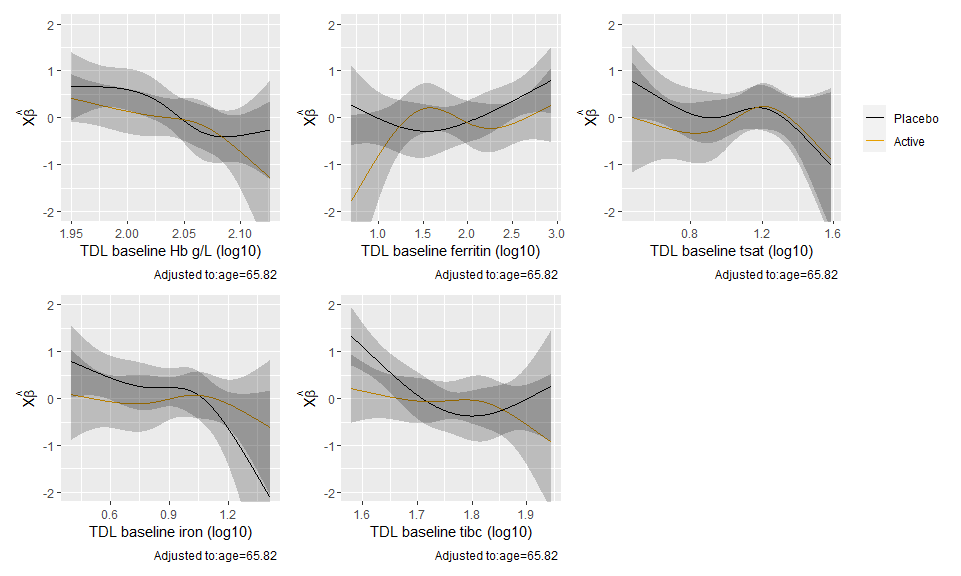 2
1
0
-1
-2
Xβ̂
1.95 2.00 2.05 2.10
TDL baseline Hb g/L (log10)
Adjusted to:age=65.82
2
1
0
-1
-2
Xβ̂
1.0 1.5 2.0 2.5 3.0
TDL baseline ferritin (log10)
Adjusted to:age=65.82
2
1
0
-1
-2
Xβ̂
0.8 1.2 1.6
TDL baseline tsat (log10)
Adjusted to:age=65.82
Placebo
Active
2
1
0
-1
-2
Xβ̂
0.6 0.9 1.2
TDL baseline iron (log10)
Adjusted to:age=65.82
2
1
0
-1
-2
Xβ̂
1.6 1.7 1.8 1.9
TDL baseline tibc (log10)
Adjusted to:age=65.82